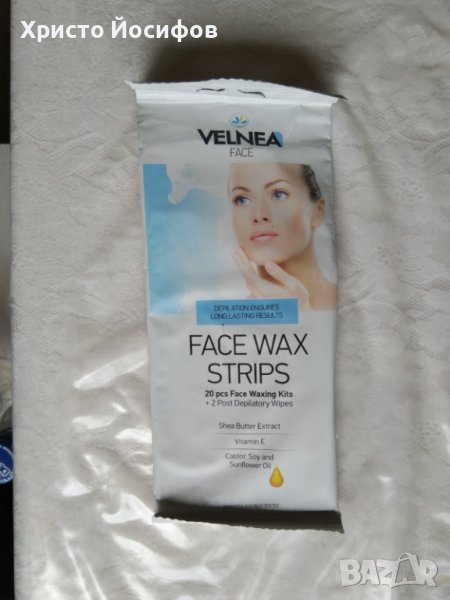 Христо Йосифов
VELNEA
FACE
DEPILATION ENSURES
LONG-LASTING RESULTS
FACE WAX
STRIPS
20 pcs Face Waxing Kits
+ 2 Post Depilatory Wipes
Shea Butter Extract
Vitamin E
Castor, Soy and
Sunflower Oil
BAZAR